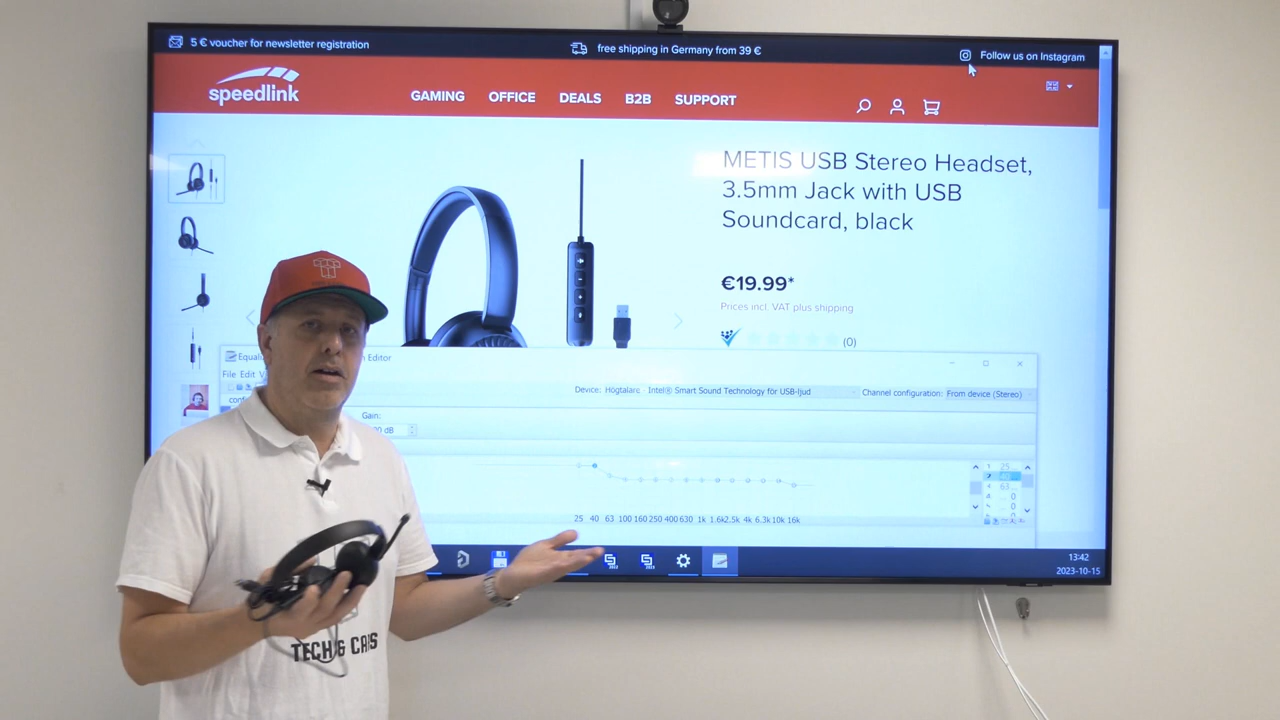 5 € voucher for newsletter registration
free shipping in Germany from 39 €
Follow us on Instagram
speedlink
GAMING OFFICE DEALS B2B SUPPORT
METIS USB Stereo Headset,
3.5mm Jack with USB
Soundcard, black
€19.99*
Prices incl. VAT plus shipping
(0)
Editor
File Edit
Device: Högtalare - Intel® Smart Sound Technology för USB-ljud
Channel configuration: From device (Stereo)
Gain:
dB
25 40 63 100 160 250 400 630 1k 1.6k 2.5k 4k 6.3k 10k 16k
13:42
2023-10-15
TECH & CARS